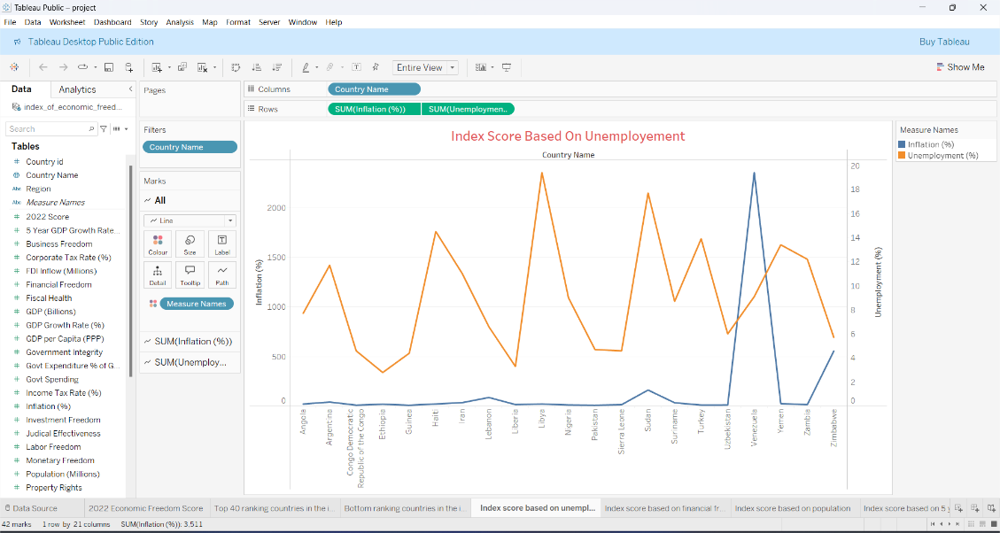 Tableau Public – project
File Data Worksheet Dashboard Story Analysis Map Format Server Window Help
Tableau Desktop Public Edition
Buy Tableau
Entire View
Show Me
Data Analytics
index_of_economic_freed...
Search
Tables
Country id
Country Name
Abc Region
Abc Measure Names
2022 Score
5 Year GDP Growth Rate...
Business Freedom
Corporate Tax Rate (%)
FDI Inflow (Millions)
Financial Freedom
Fiscal Health
GDP (Billions)
GDP Growth Rate (%)
GDP per Capita (PPP)
Government Integrity
Govt Expenditure % of G...
Govt Spending
Income Tax Rate (%)
Inflation (%)
Investment Freedom
Judical Effectiveness
Labor Freedom
Monetary Freedom
Population (Millions)
Property Rights
Pages
Filters
Country Name
Marks
All
Line
Colour Size Label
Detail Tooltip Path
Measure Names
SUM(Inflation (%))
SUM(Unemploy...
Columns
Country Name
Rows
SUM(Inflation (%)) SUM(Unemploymen..
Index Score Based On Unemployement
Country Name
Inflation (%)
2000
1500
1000
500
0
Unemployment (%)
20
18
16
14
12
10
8
6
4
2
0
Angola
Argentina
Congo Democratic
Republic of the Congo
Ethiopia
Guinea
Haiti
Iran
Lebanon
Liberia
Libya
Nigeria
Pakistan
Sierra Leone
Sudan
Suriname
Turkey
Uzbekistan
Venezuela
Yemen
Zambia
Zimbabwe
Measure Names
Inflation (%)
Unemployment (%)
Data Source
2022 Economic Freedom Score
Top 40 ranking countries in the i...
Bottom ranking countries in the i...
Index score based on unempl...
Index score based on financial fr...
Index score based on population
Index score based on 5 y
42 marks 1 row by 21 columns SUM(Inflation (%)): 3.511